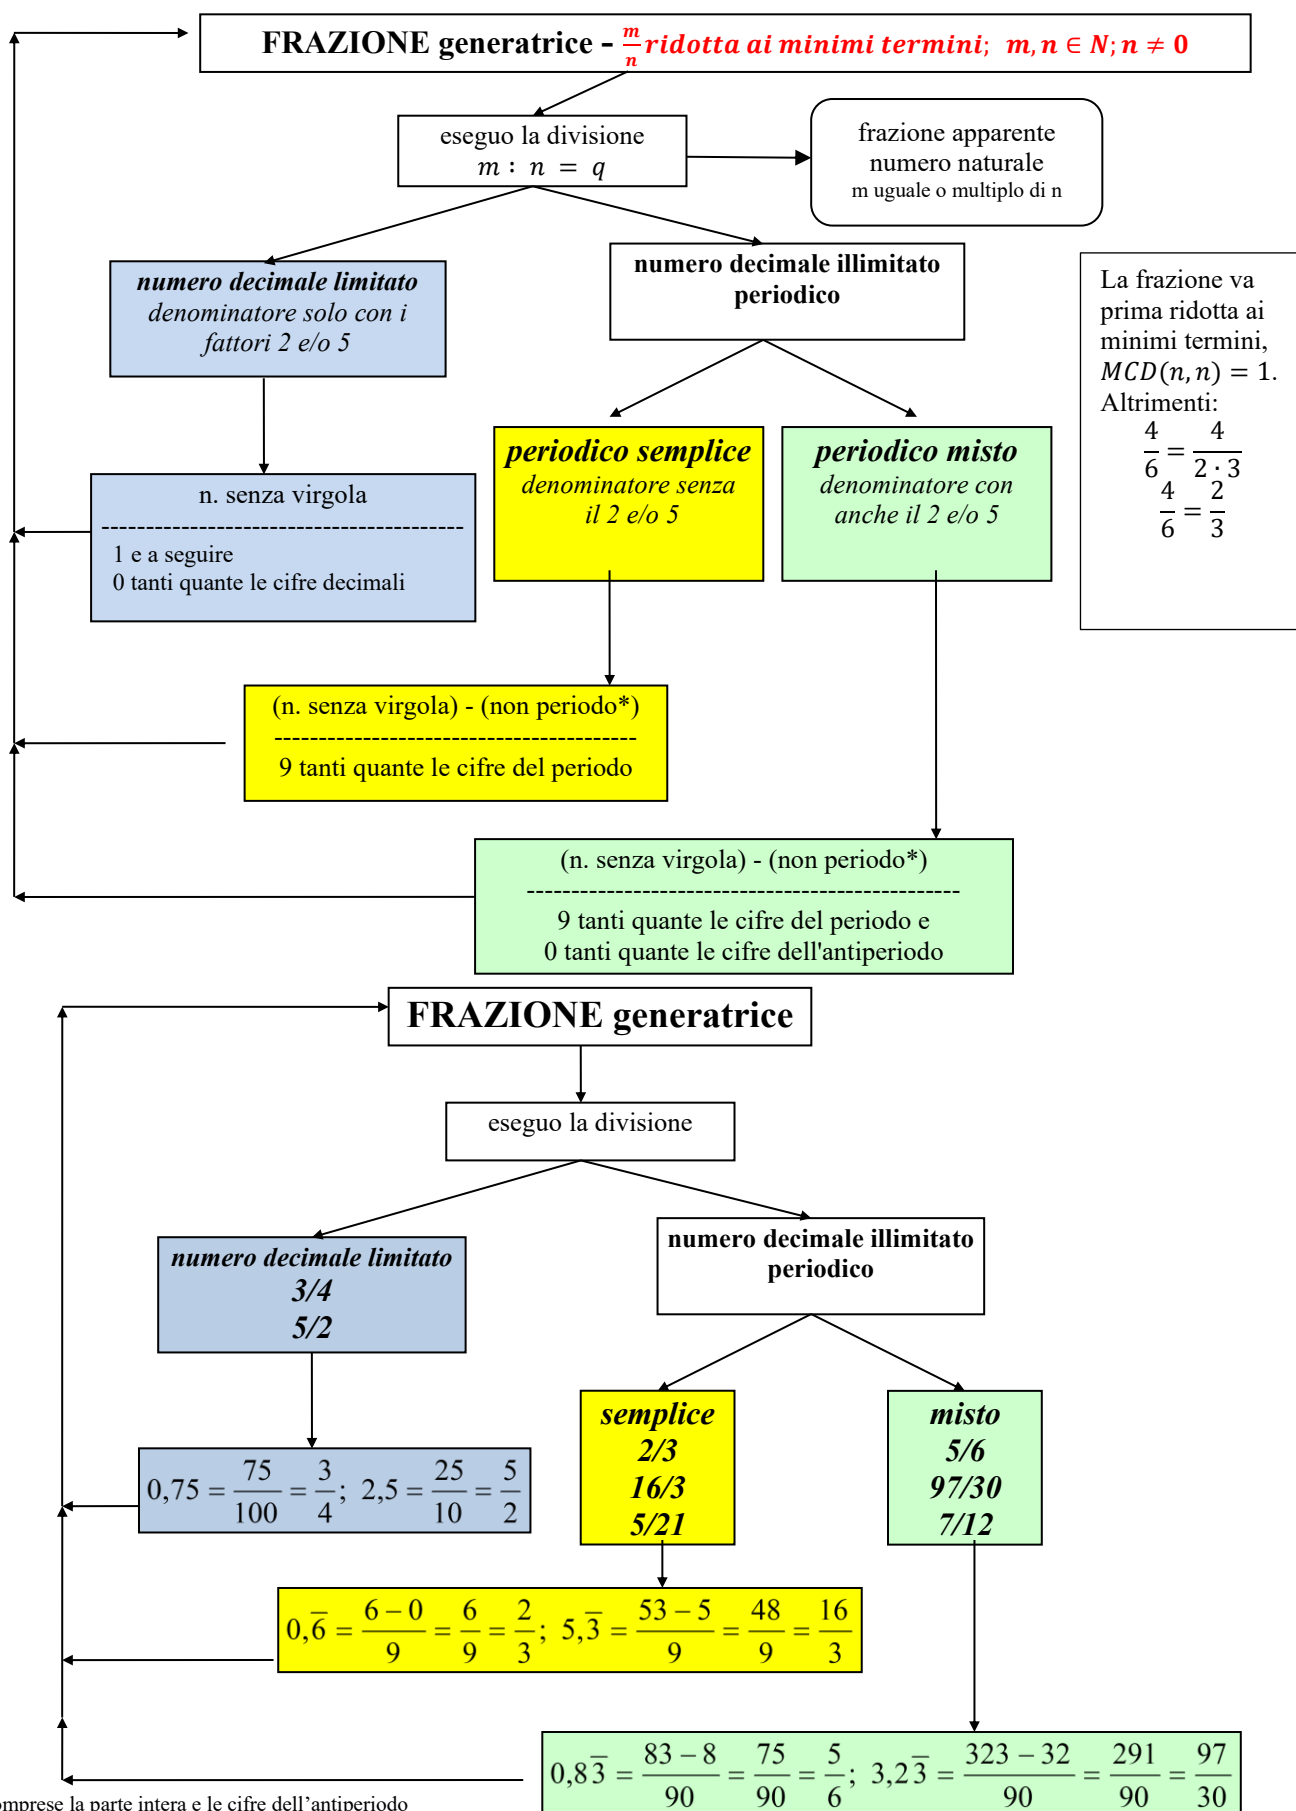 FRAZIONE generatrice - m/n ridotta ai minimi termini; m, n ∈ N; n ≠ 0
eseguo la divisione
m : n = q
frazione apparente
numero naturale
m uguale o multiplo di n
numero decimale limitato
denominatore solo con i
fattori 2 e/o 5
numero decimale illimitato
periodico
La frazione va
prima ridotta ai
minimi termini,
MCD(n, n) = 1.
Altrimenti:
4/6 = 4/(2 · 3)
4/6 = 2/3
periodico semplice
denominatore senza
il 2 e/o 5
periodico misto
denominatore con
anche il 2 e/o 5
n. senza virgola
-----------------------------------------
1 e a seguire
0 tanti quante le cifre decimali
(n. senza virgola) - (non periodo*)
-----------------------------------------
9 tanti quante le cifre del periodo
(n. senza virgola) - (non periodo*)
-------------------------------------------------
9 tanti quante le cifre del periodo e
0 tanti quante le cifre dell'antiperiodo
FRAZIONE generatrice
eseguo la divisione
numero decimale limitato
3/4
5/2
numero decimale illimitato
periodico
semplice
2/3
16/3
5/21
misto
5/6
97/30
7/12
0,75 = 75/100 = 3/4; 2,5 = 25/10 = 5/2
0,6̅ = (6 − 0)/9 = 6/9 = 2/3; 5,3̅ = (53 − 5)/9 = 48/9 = 16/3
0,83̅ = (83 − 8)/90 = 75/90 = 5/6; 3,23̅ = (323 − 32)/90 = 291/90 = 97/30
omprese la parte intera e le cifre dell’antiperiodo